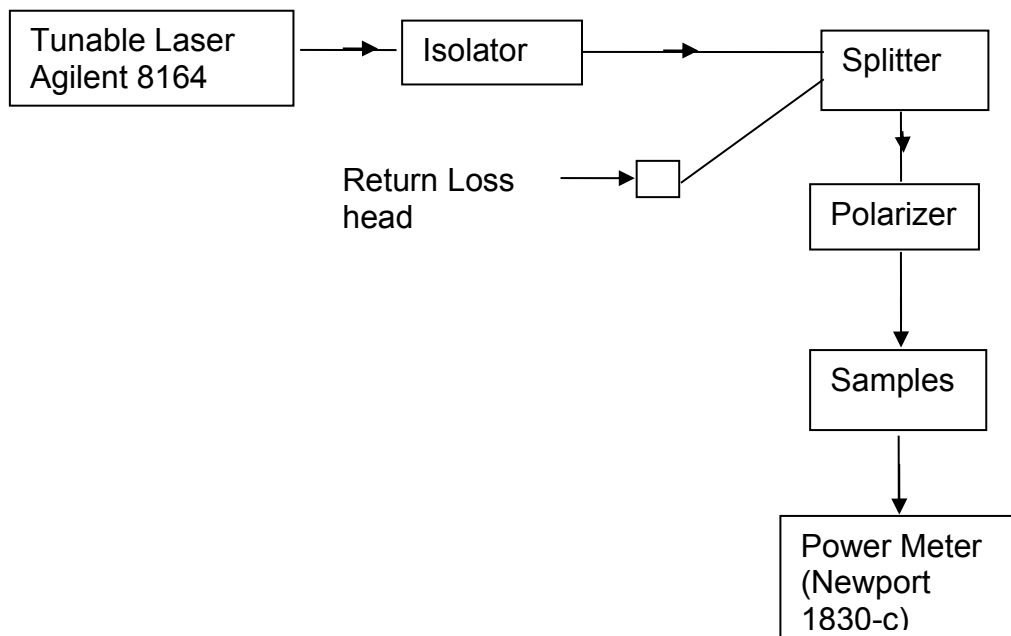 Tunable Laser
Agilent 8164
Isolator
Splitter
Return Loss
head
Polarizer
Samples
Power Meter
(Newport
1830-c)